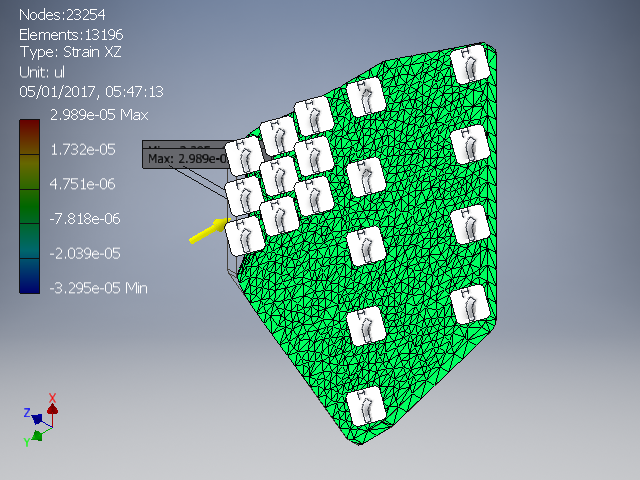 Nodes:23254
Elements:13196
Type: Strain XZ
Unit: ul
05/01/2017, 05:47:13
2.989e-05 Max
1.732e-05
4.751e-06
-7.818e-06
-2.039e-05
-3.295e-05 Min
Max: 2.989e-0
X
Z
Y